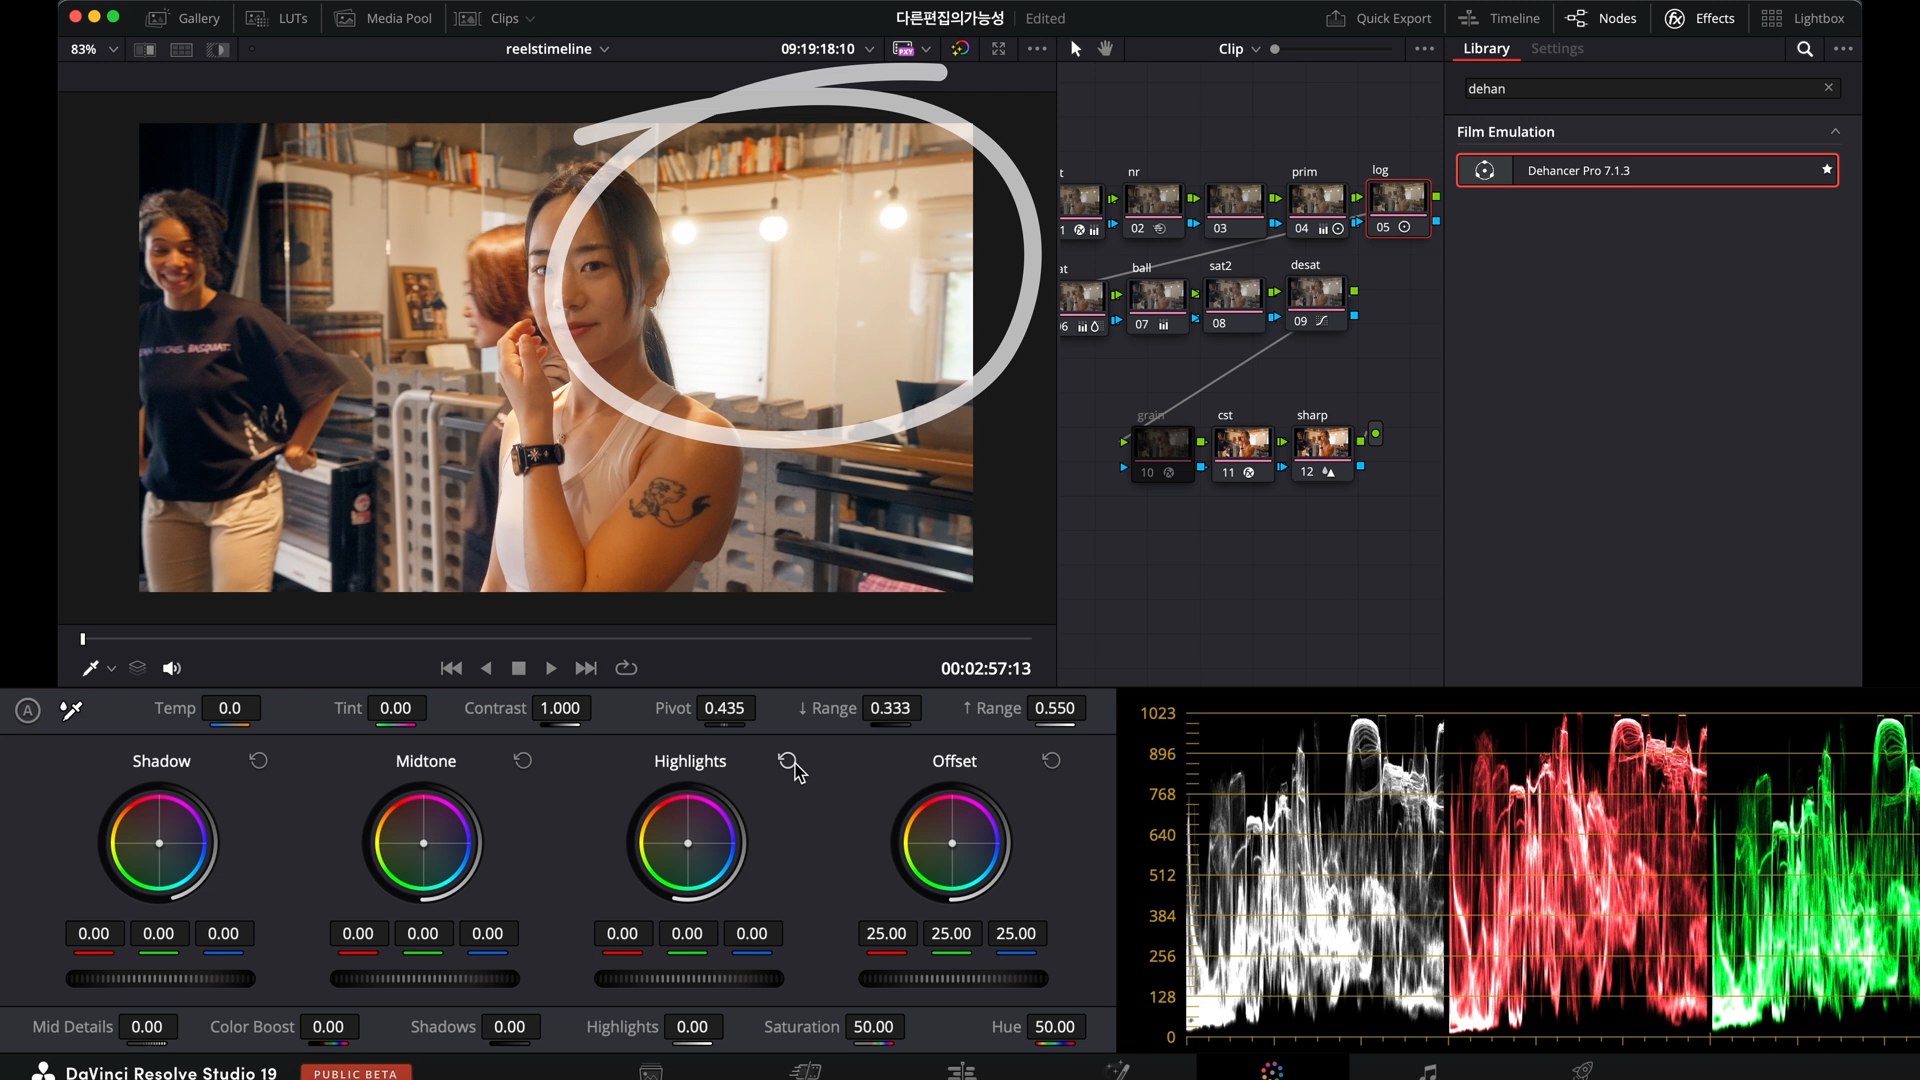 Gallery LUTs Media Pool Clips 다른편집의가능성 Edited Quick Export Timeline Nodes Effects Lightbox
83% reelstimeline 09:19:18:10 PXY Clip Library Settings
dehan
Film Emulation
Dehancer Pro 7.1.3
nr prim log
02 03 04 05
ball sat2 desat
07 08 09
grain cst sharp
10 11 12
JEAN MICHEL BASQUIAT.
00:02:57:13
A Temp 0.0 Tint 0.00 Contrast 1.000 Pivot 0.435 ↓ Range 0.333 ↑ Range 0.550
Shadow Midtone Highlights Offset
0.00 0.00 0.00 0.00 0.00 0.00 0.00 0.00 0.00 25.00 25.00 25.00
Mid Details 0.00 Color Boost 0.00 Shadows 0.00 Highlights 0.00 Saturation 50.00 Hue 50.00
1023
896
768
640
512
384
256
128
0
DaVinci Resolve Studio 19 PUBLIC BETA